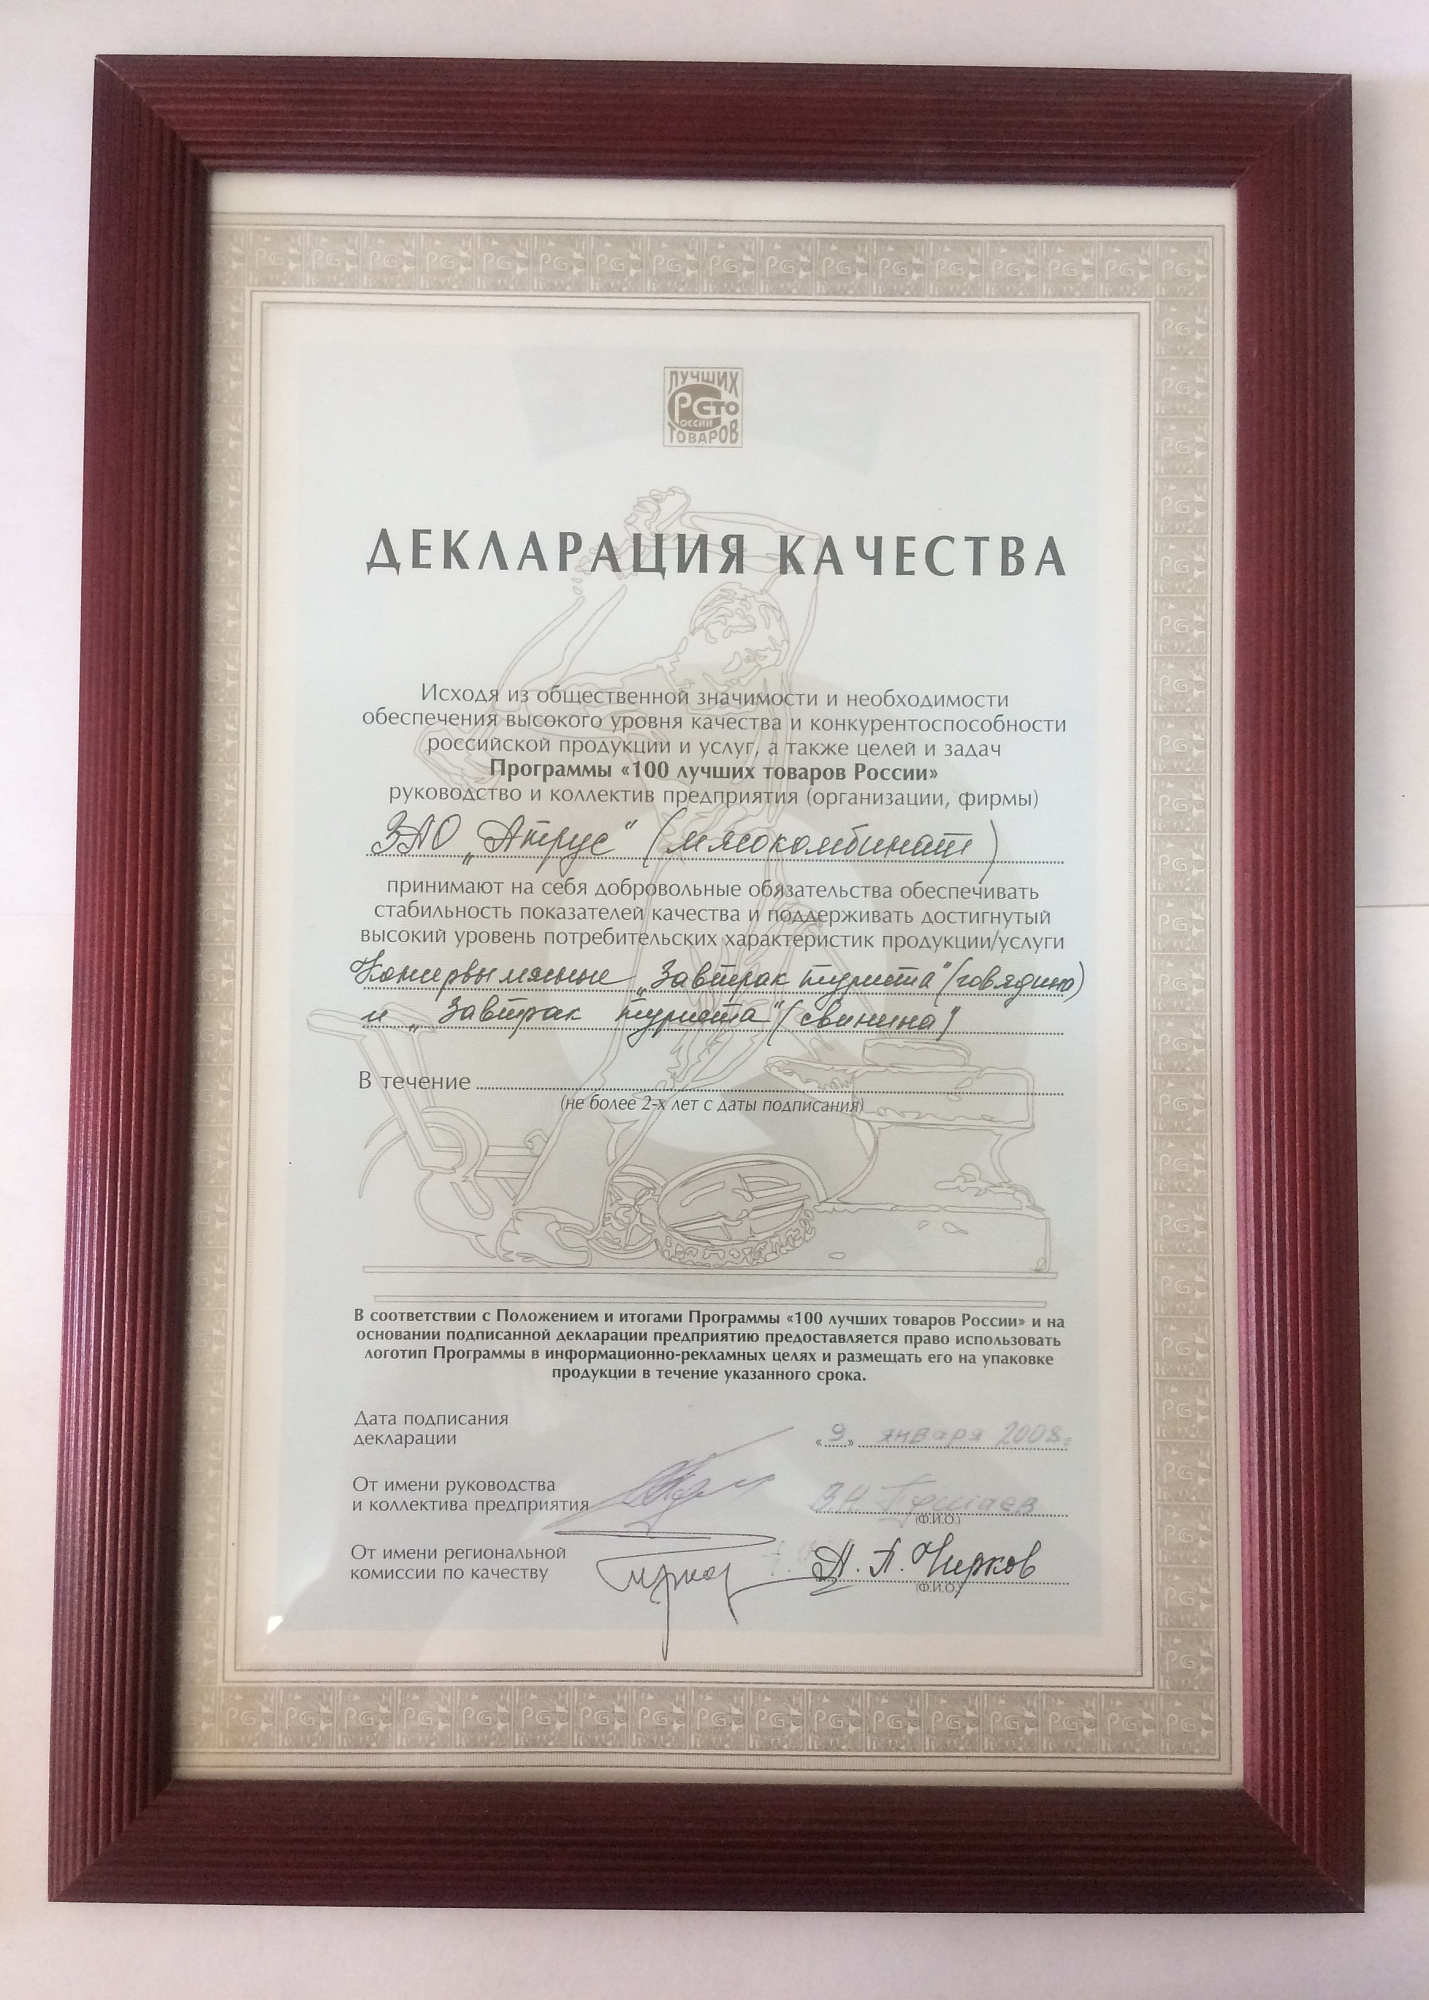 ЛУЧШИХ
PG СТО
РОССИИ
ТОВАРОВ
ДЕКЛАРАЦИЯ КАЧЕСТВА
Исходя из общественной значимости и необходимости
обеспечения высокого уровня качества и конкурентоспособности
российской продукции и услуг, а также целей и задач
Программы «100 лучших товаров России»
руководство и коллектив предприятия (организации, фирмы)
ЗАО „Атрус“ (мясокомбинат)
принимают на себя добровольные обязательства обеспечивать
стабильность показателей качества и поддерживать достигнутый
высокий уровень потребительских характеристик продукции/услуги
Консервы мясные „Завтрак туриста“ (говядина)
и „Завтрак туриста“ (свинина)
В течение
(не более 2-х лет с даты подписания)
В соответствии с Положением и итогами Программы «100 лучших товаров России» и на
основании подписанной декларации предприятию предоставляется право использовать
логотип Программы в информационно-рекламных целях и размещать его на упаковке
продукции в течение указанного срока.
Дата подписания
декларации «9» января 2008г
От имени руководства
и коллектива предприятия В.Н.
(Ф.И.О.)
От имени региональной
комиссии по качеству А. П. Чирков
(Ф.И.О.)